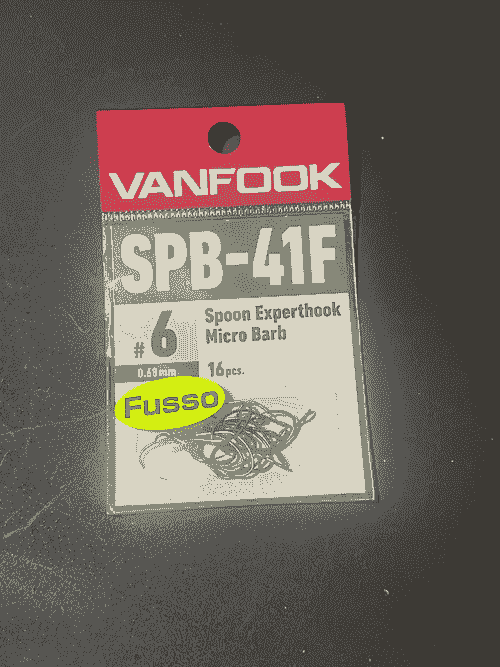 VANFOOK
SPB-41F
#6
Spoon Experthook
Micro Barb
0.69mm
16pcs.
Fusso